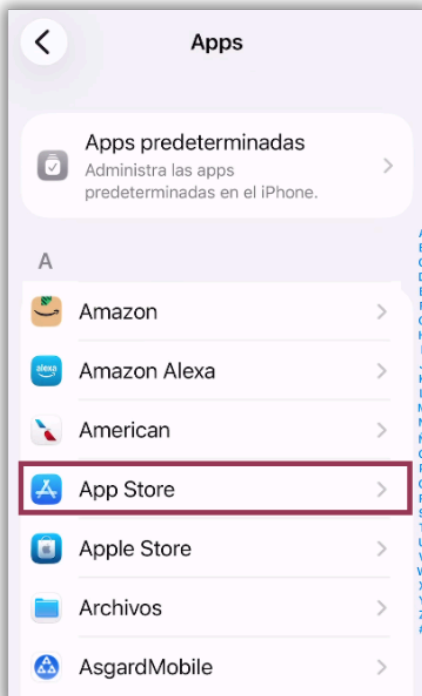 Apps
Apps predeterminadas
Administra las apps
predeterminadas en el iPhone.
A
Amazon
alexa
Amazon Alexa
American
App Store
Apple Store
Archivos
AsgardMobile